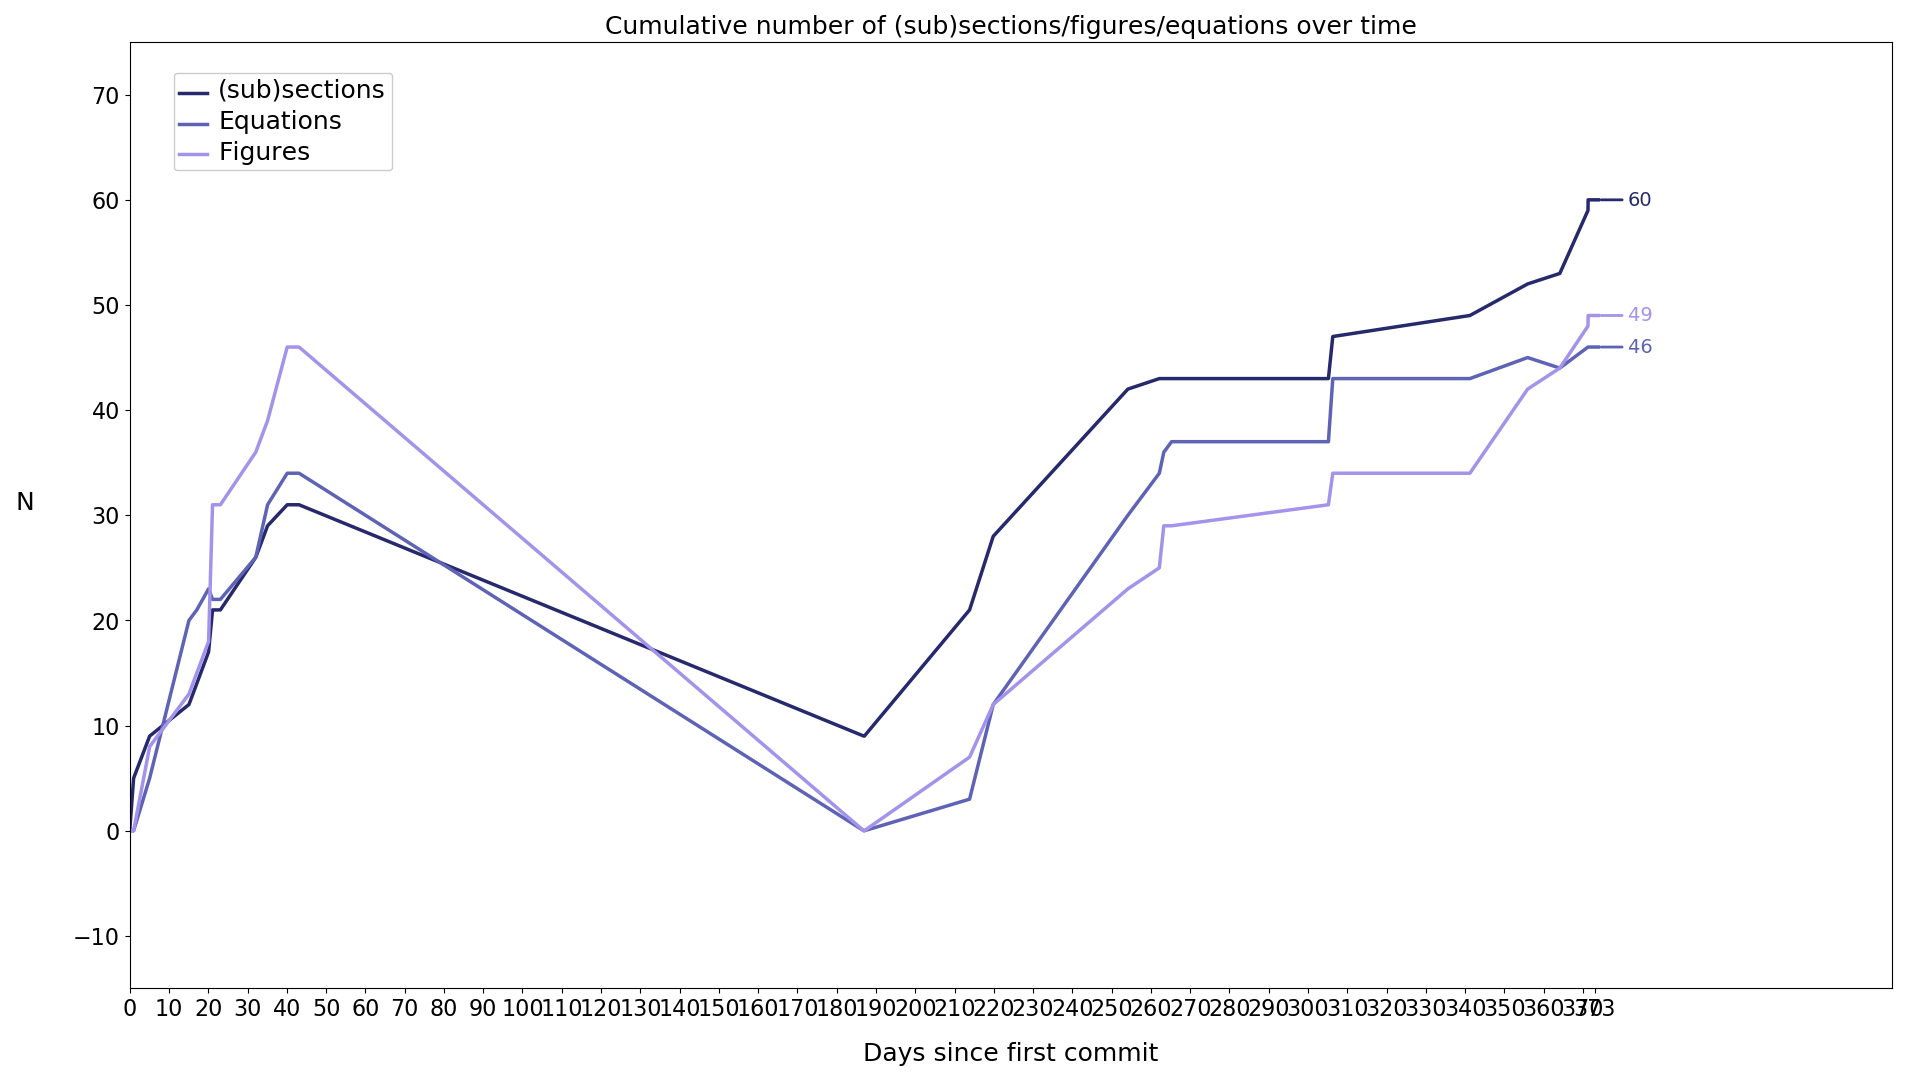 Cumulative number of (sub)sections/figures/equations over time
(sub)sections
Equations
Figures
70
60
50
40
30
20
10
0
−10
N
60
49
46
0 10 20 30 40 50 60 70 80 90 100 110 120 130 140 150 160 170 180 190 200 210 220 230 240 250 260 270 280 290 300 310 320 330 340 350 360 370 373
Days since first commit